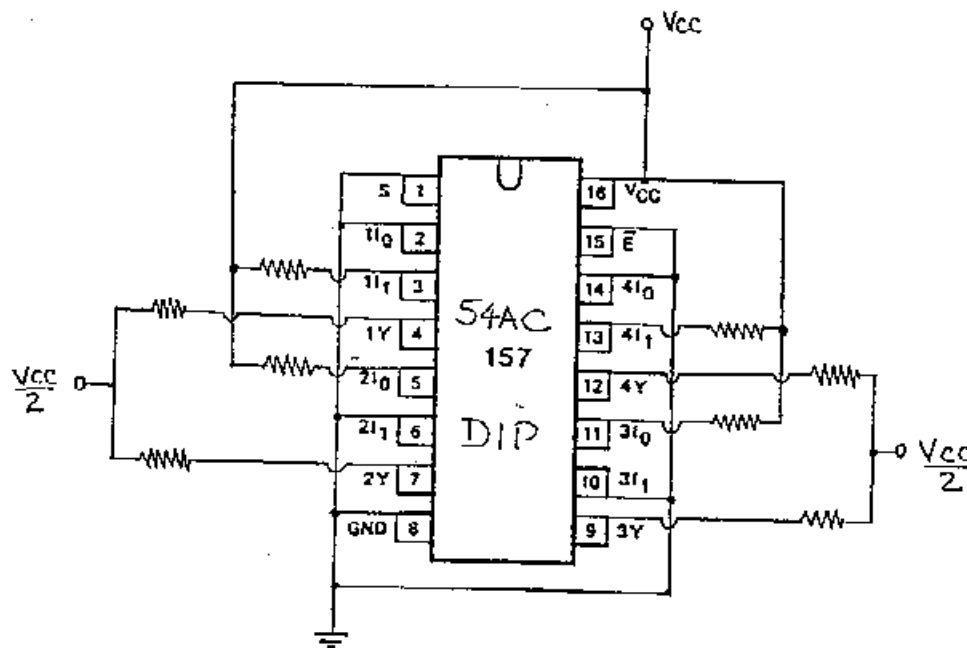 Vcc
S 1
1I0 2
1I1 3
1Y 4
2I0 5
2I1 6
2Y 7
GND 8
16 VCC
15 E̅
14 4I0
13 4I1
12 4Y
11 3I0
10 3I1
9 3Y
54AC
157
DIP
Vcc
2
Vcc
2